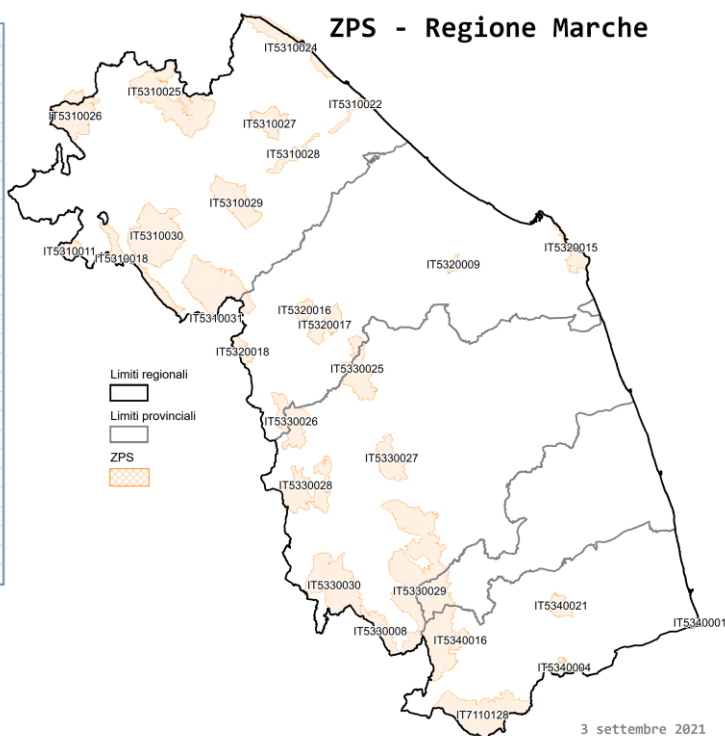 ZPS - Regione Marche
IT5310024
IT5310025
IT5310022
IT5310026
IT5310027
IT5310028
IT5310029
IT5310030
IT5310011
IT5310018
IT5320015
IT5320009
IT5310031
IT5320016
IT5320017
IT5320018
IT5330025
Limiti regionali
Limiti provinciali
ZPS
IT5330026
IT5330027
IT5330028
IT5330030
IT5330029
IT5340021
IT5340001
IT5330008
IT5340016
IT5340004
IT7110128
3 settembre 2021